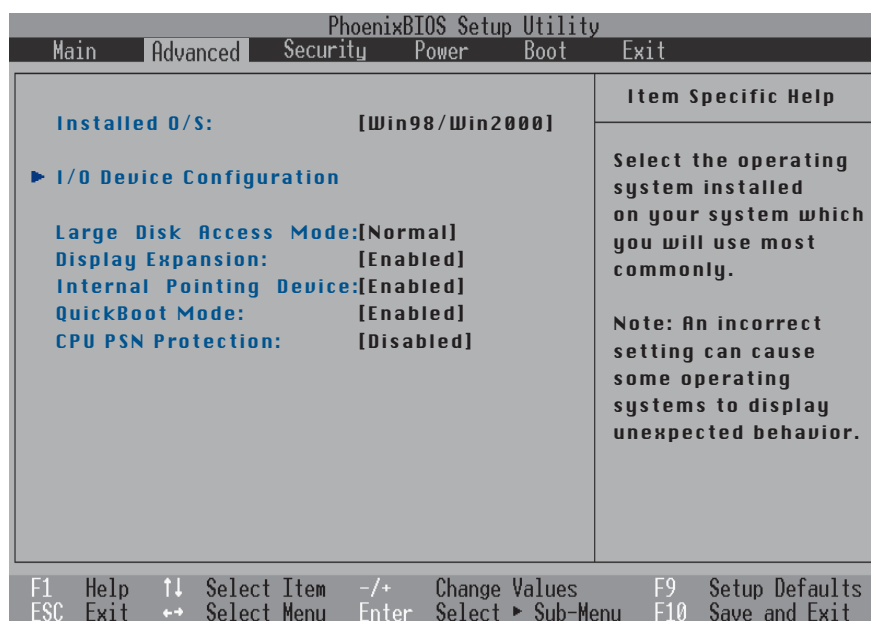 PhoenixBIOS Setup Utility
Main Advanced Security Power Boot Exit
Item Specific Help
Installed O/S: [Win98/Win2000]
▶ I/O Device Configuration
Large Disk Access Mode:[Normal]
Display Expansion: [Enabled]
Internal Pointing Device:[Enabled]
QuickBoot Mode: [Enabled]
CPU PSN Protection: [Disabled]
Select the operating
system installed
on your system which
you will use most
commonly.
Note: An incorrect
setting can cause
some operating
systems to display
unexpected behavior.
F1 Help ↑↓ Select Item -/+ Change Values F9 Setup Defaults
ESC Exit ←→ Select Menu Enter Select ▶ Sub-Menu F10 Save and Exit